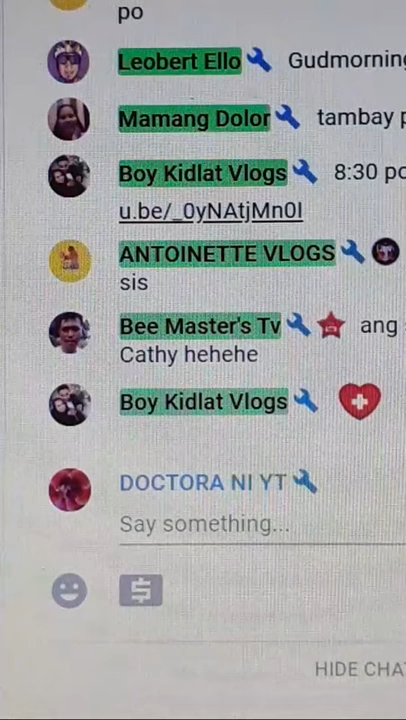 po
Leobert Ello Gudmorning
Mamang Dolor tambay p
Boy Kidlat Vlogs 8:30 po
u.be/_0yNAtjMn0I
ANTOINETTE VLOGS
sis
Bee Master's Tv ang
Cathy hehehe
Boy Kidlat Vlogs
DOCTORA NI YT
Say something...
HIDE CHA